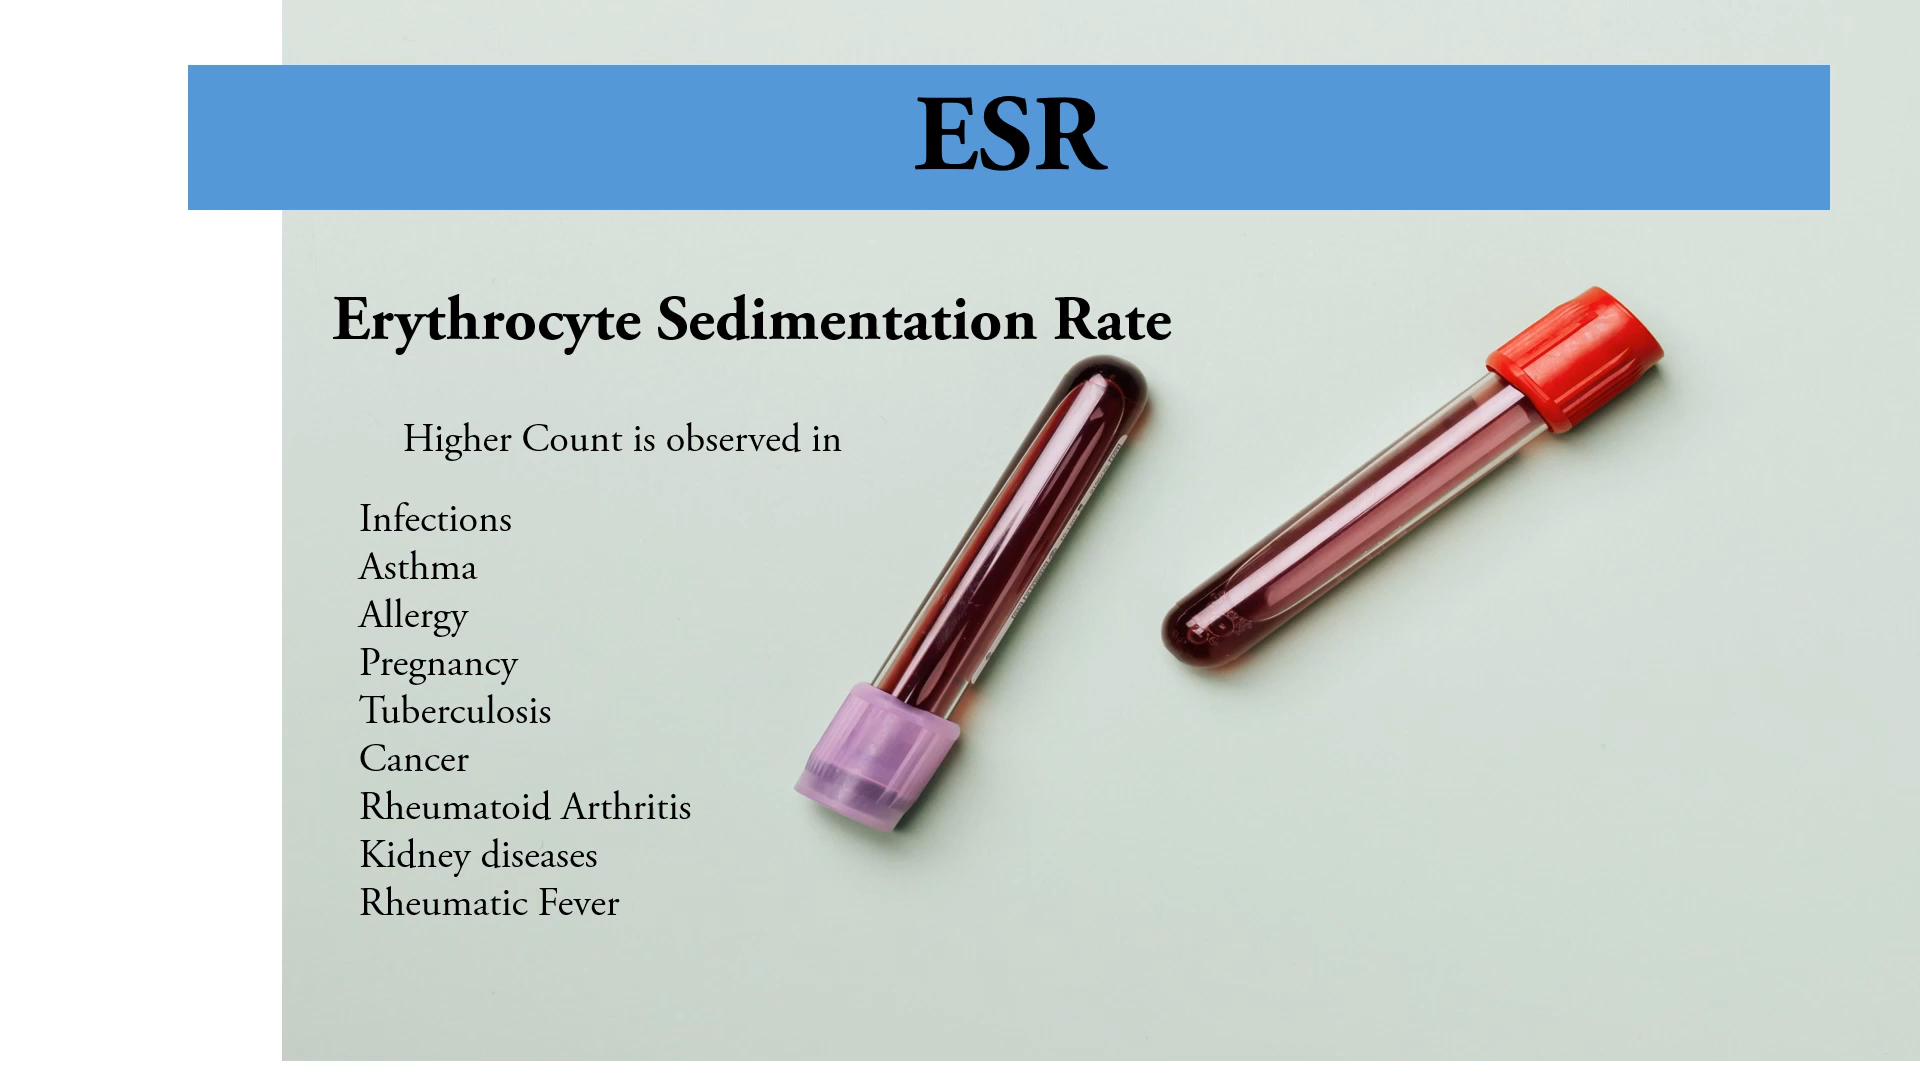 ESR
Erythrocyte Sedimentation Rate
Higher Count is observed in
Infections
Asthma
Allergy
Pregnancy
Tuberculosis
Cancer
Rheumatoid Arthritis
Kidney diseases
Rheumatic Fever